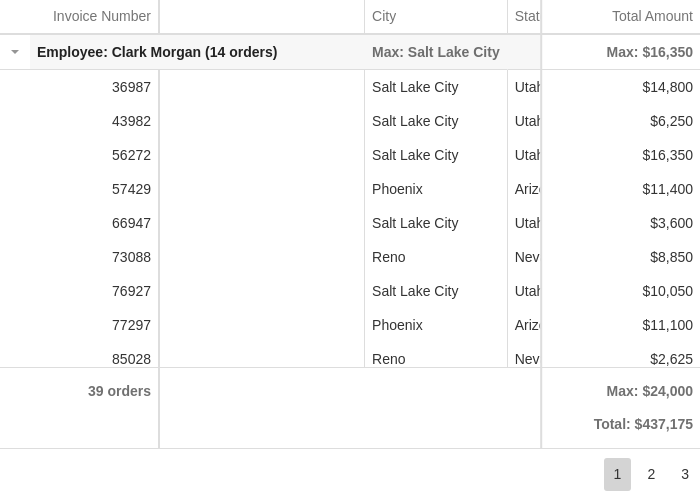 Invoice Number City Stat Total Amount
Employee: Clark Morgan (14 orders) Max: Salt Lake City Max: $16,350
36987 Salt Lake City Utah $14,800
43982 Salt Lake City Utah $6,250
56272 Salt Lake City Utah $16,350
57429 Phoenix Ariz $11,400
66947 Salt Lake City Utah $3,600
73088 Reno Nev $8,850
76927 Salt Lake City Utah $10,050
77297 Phoenix Ariz $11,100
85028 Reno Nev $2,625
39 orders Max: $24,000
Total: $437,175
1 2 3